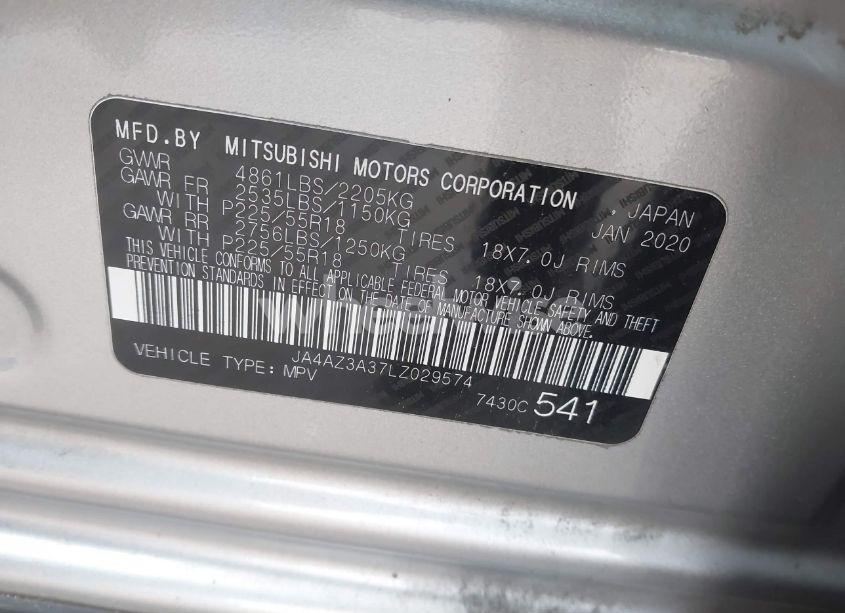 MFD.BY MITSUBISHI MOTORS CORPORATION JAPAN
GVWR 4861LBS/2205KG JAN 2020
GAWR FR 2535LBS/1150KG
WITH P225/55R18 TIRES 18X7.0J RIMS
GAWR RR 2756LBS/1250KG
WITH P225/55R18 TIRES 18X7.0J RIMS
THIS VEHICLE CONFORMS TO ALL APPLICABLE FEDERAL MOTOR VEHICLE SAFETY AND THEFT
PREVENTION STANDARDS IN EFFECT ON THE DATE OF MANUFACTURE SHOWN ABOVE.
JA4AZ3A37LZ029574
VEHICLE TYPE: MPV
7430C 541